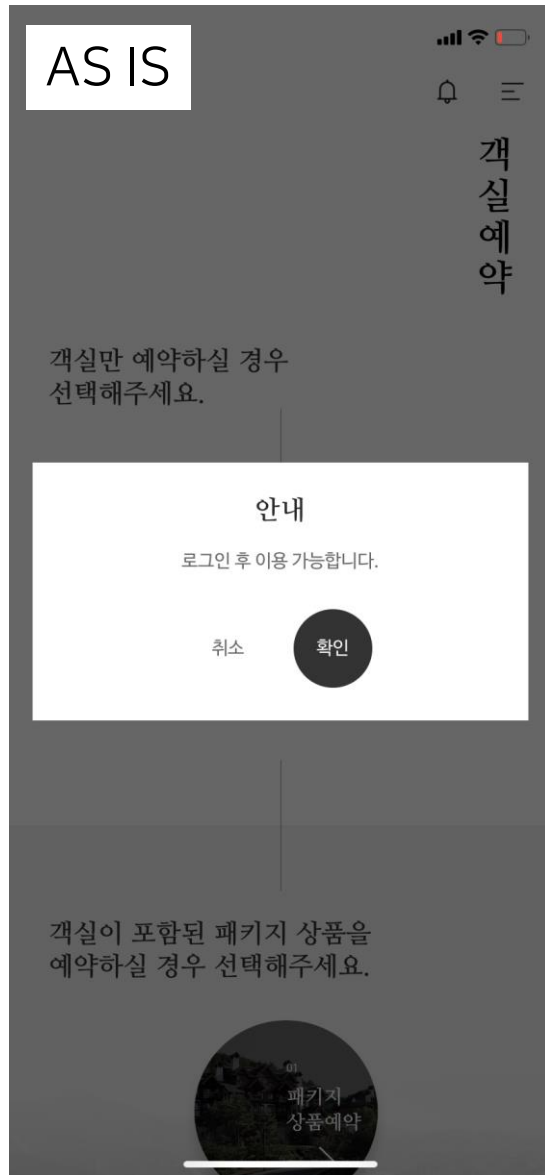 AS IS
객실예약
객실만 예약하실 경우
선택해주세요.
안내
로그인 후 이용 가능합니다.
취소
확인
객실이 포함된 패키지 상품을
예약하실 경우 선택해주세요.
01
패키지
상품예약